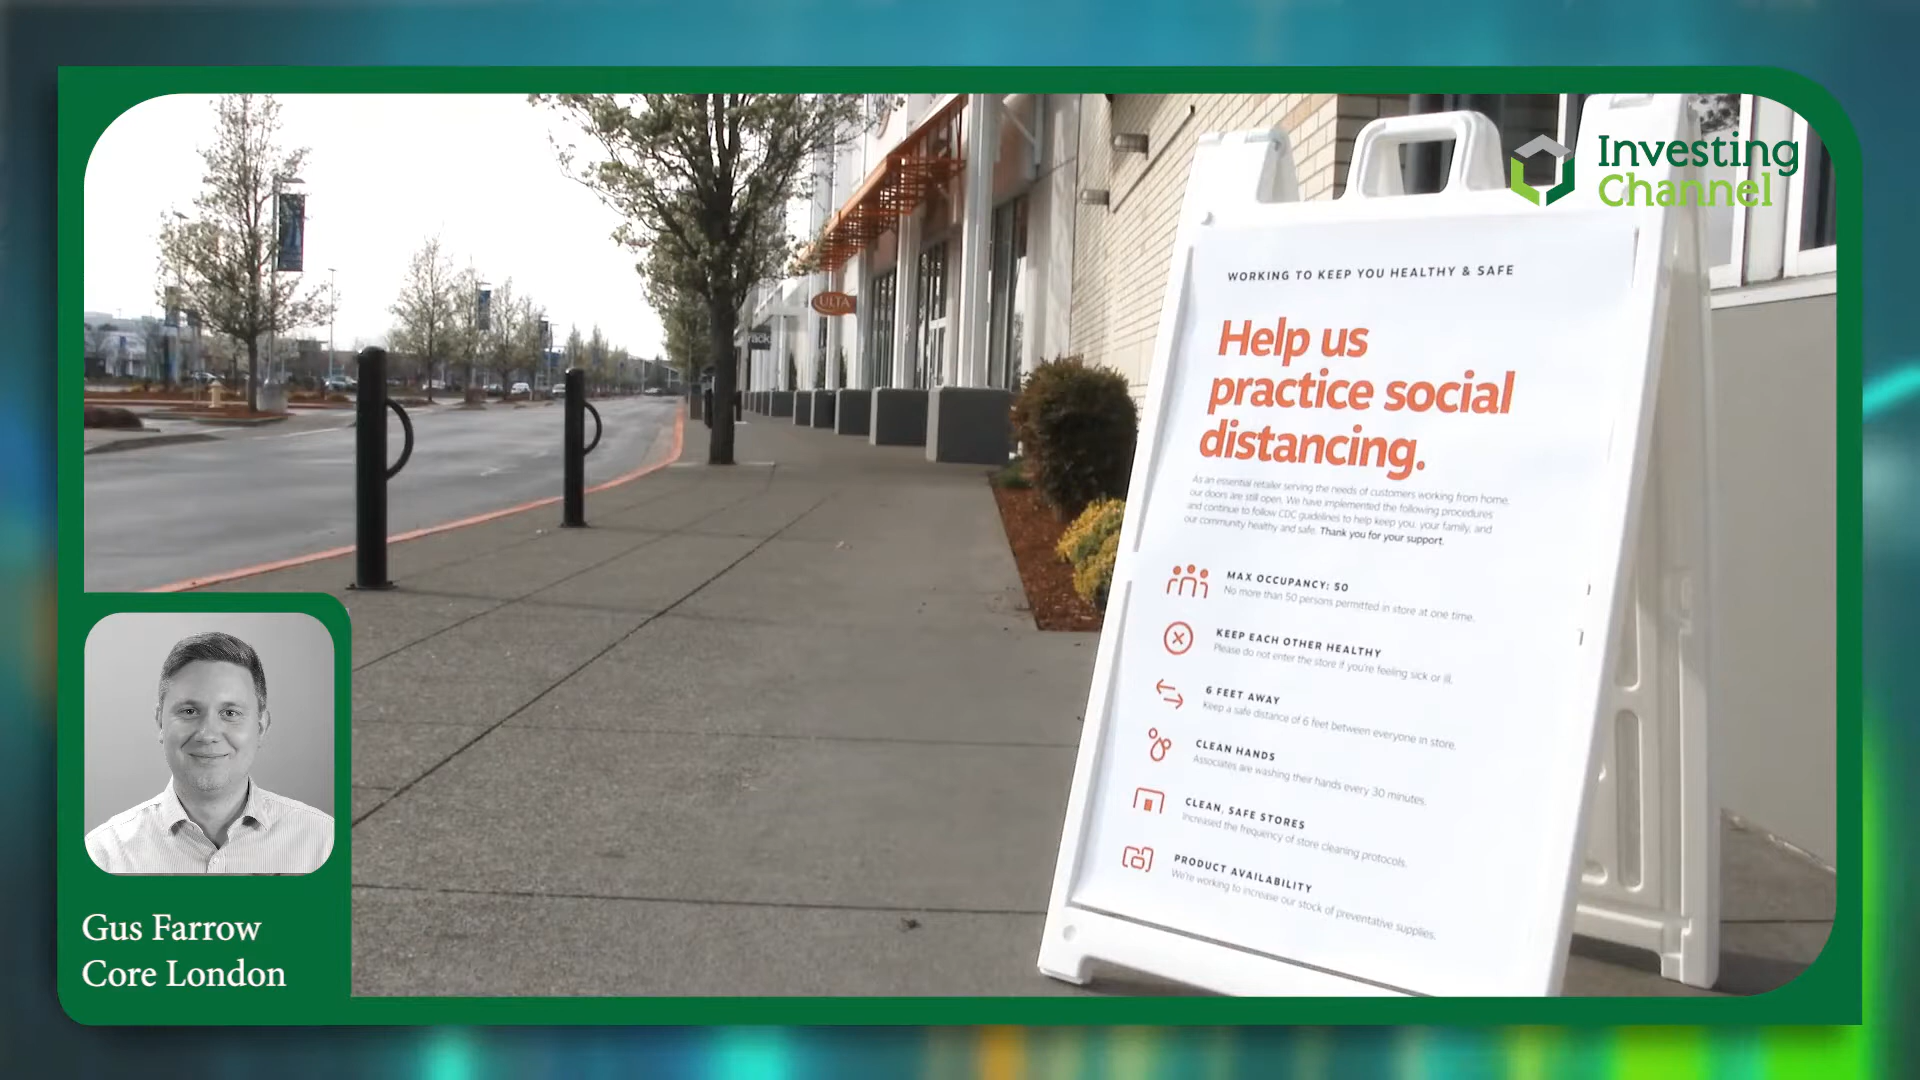 Investing
Channel
WORKING TO KEEP YOU HEALTHY & SAFE
Help us
practice social
distancing.
As an essential retailer serving the needs of customers working from home,
our doors are still open. We have implemented the following procedures
and continue to follow CDC guidelines to help keep you, your family, and
our community healthy and safe. Thank you for your support.
MAX OCCUPANCY: 50
No more than 50 persons permitted in store at one time.
KEEP EACH OTHER HEALTHY
Please do not enter the store if you're feeling sick or ill.
6 FEET AWAY
Keep a safe distance of 6 feet between everyone in store.
CLEAN HANDS
Associates are washing their hands every 30 minutes.
CLEAN, SAFE STORES
Increased the frequency of store cleaning protocols.
PRODUCT AVAILABILITY
We're working to increase our stock of preventative supplies.
ULTA
rack
Gus Farrow
Core London